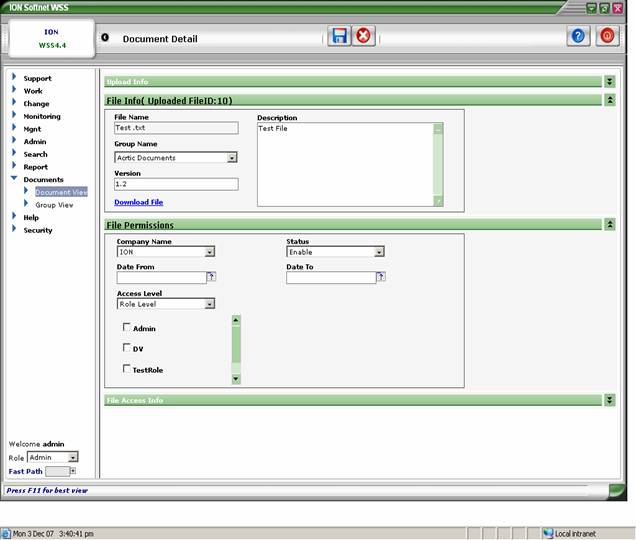 ION Softnet WSS
ION
WSS4.4
Document Detail
Support
Work
Change
Monitoring
Mgnt
Admin
Search
Report
Documents
Document View
Group View
Help
Security
Upload Info
File Info( Uploaded FileID:10)
File Name
Test .txt
Group Name
Acrtic Documents
Version
1.2
Download File
Description
Test File
File Permissions
Company Name
ION
Status
Enable
Date From
Date To
Access Level
Role Level
Admin
DV
TestRole
File Access Info
Welcome admin
Role Admin
Fast Path
Press F11 for best view
Mon 3 Dec 07 3:40:41 pm
Local intranet